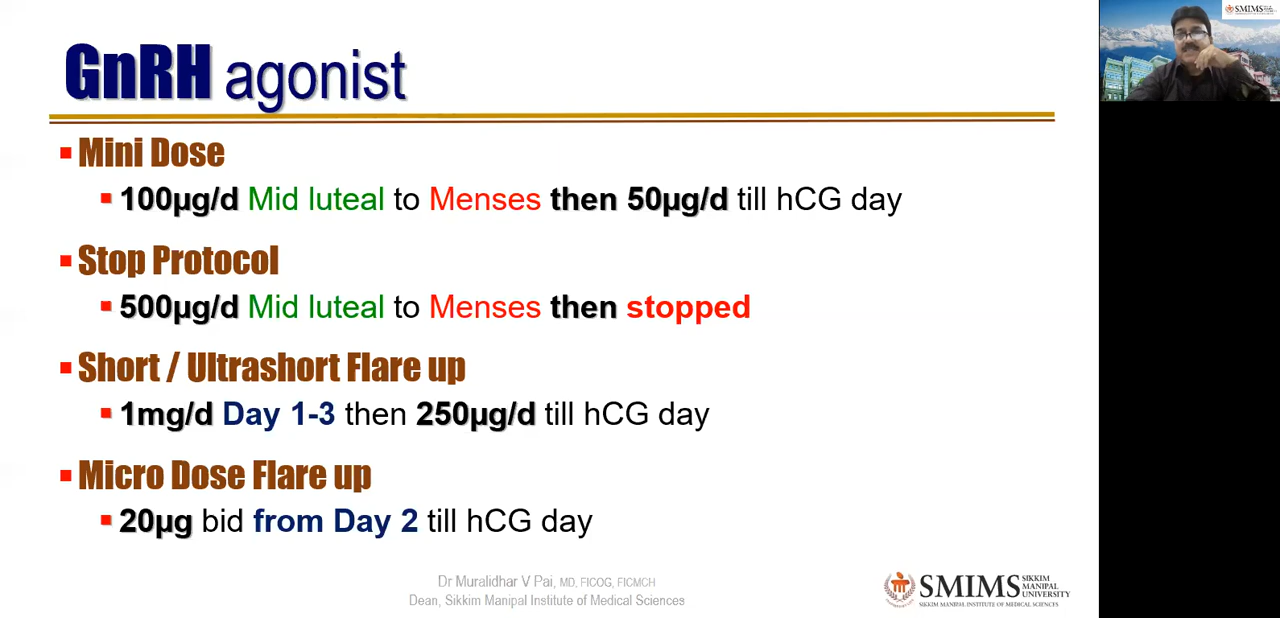 GnRH agonist
Mini Dose
100µg/d Mid luteal to Menses then 50µg/d till hCG day
Stop Protocol
500µg/d Mid luteal to Menses then stopped
Short / Ultrashort Flare up
1mg/d Day 1-3 then 250µg/d till hCG day
Micro Dose Flare up
20µg bid from Day 2 till hCG day
Dr Muralidhar V Pai, MD, FICOG, FICMCH
Dean, Sikkim Manipal Institute of Medical Sciences
SMIMS SIKKIM
MANIPAL
UNIVERSITY
SIKKIM MANIPAL INSTITUTE OF MEDICAL SCIENCES
SMIMS